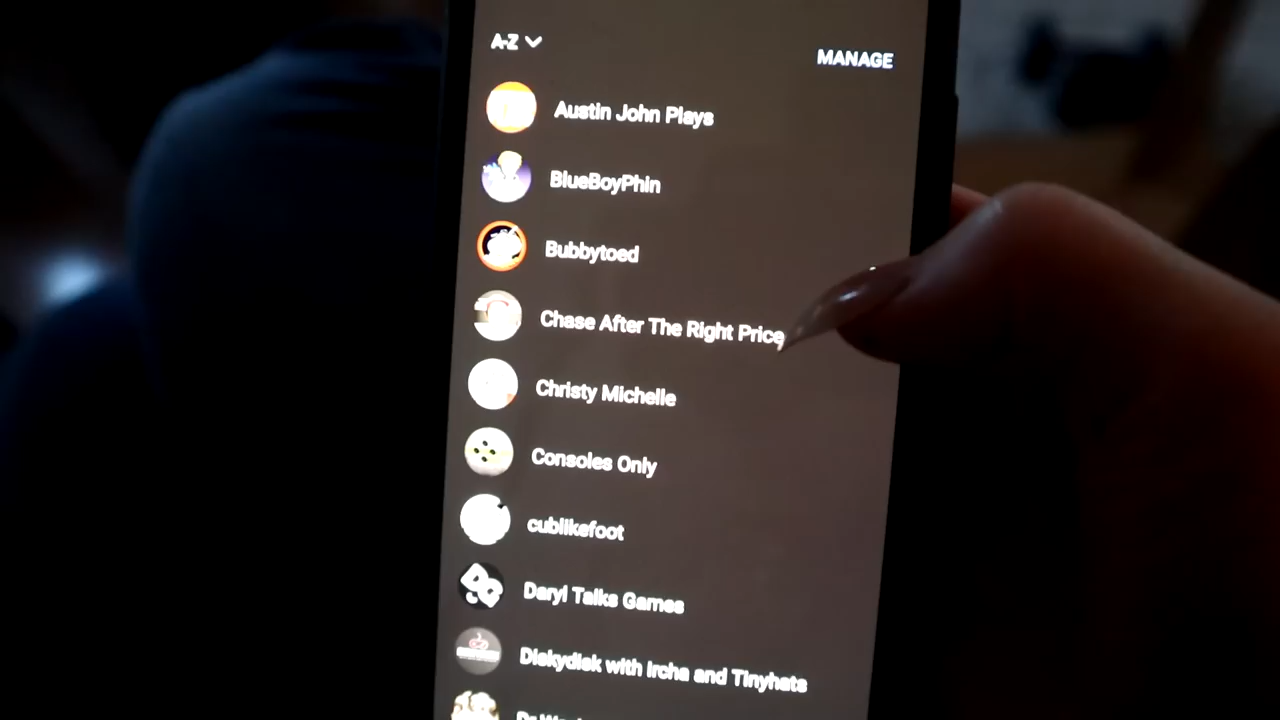 A-Z
MANAGE
Austin John Plays
BlueBoyPhin
Bubbytoed
Chase After The Right Price
Christy Michelle
Consoles Only
cublikefoot
Daryl Talks Games
Diskydisk with Ircha and Tinyhats